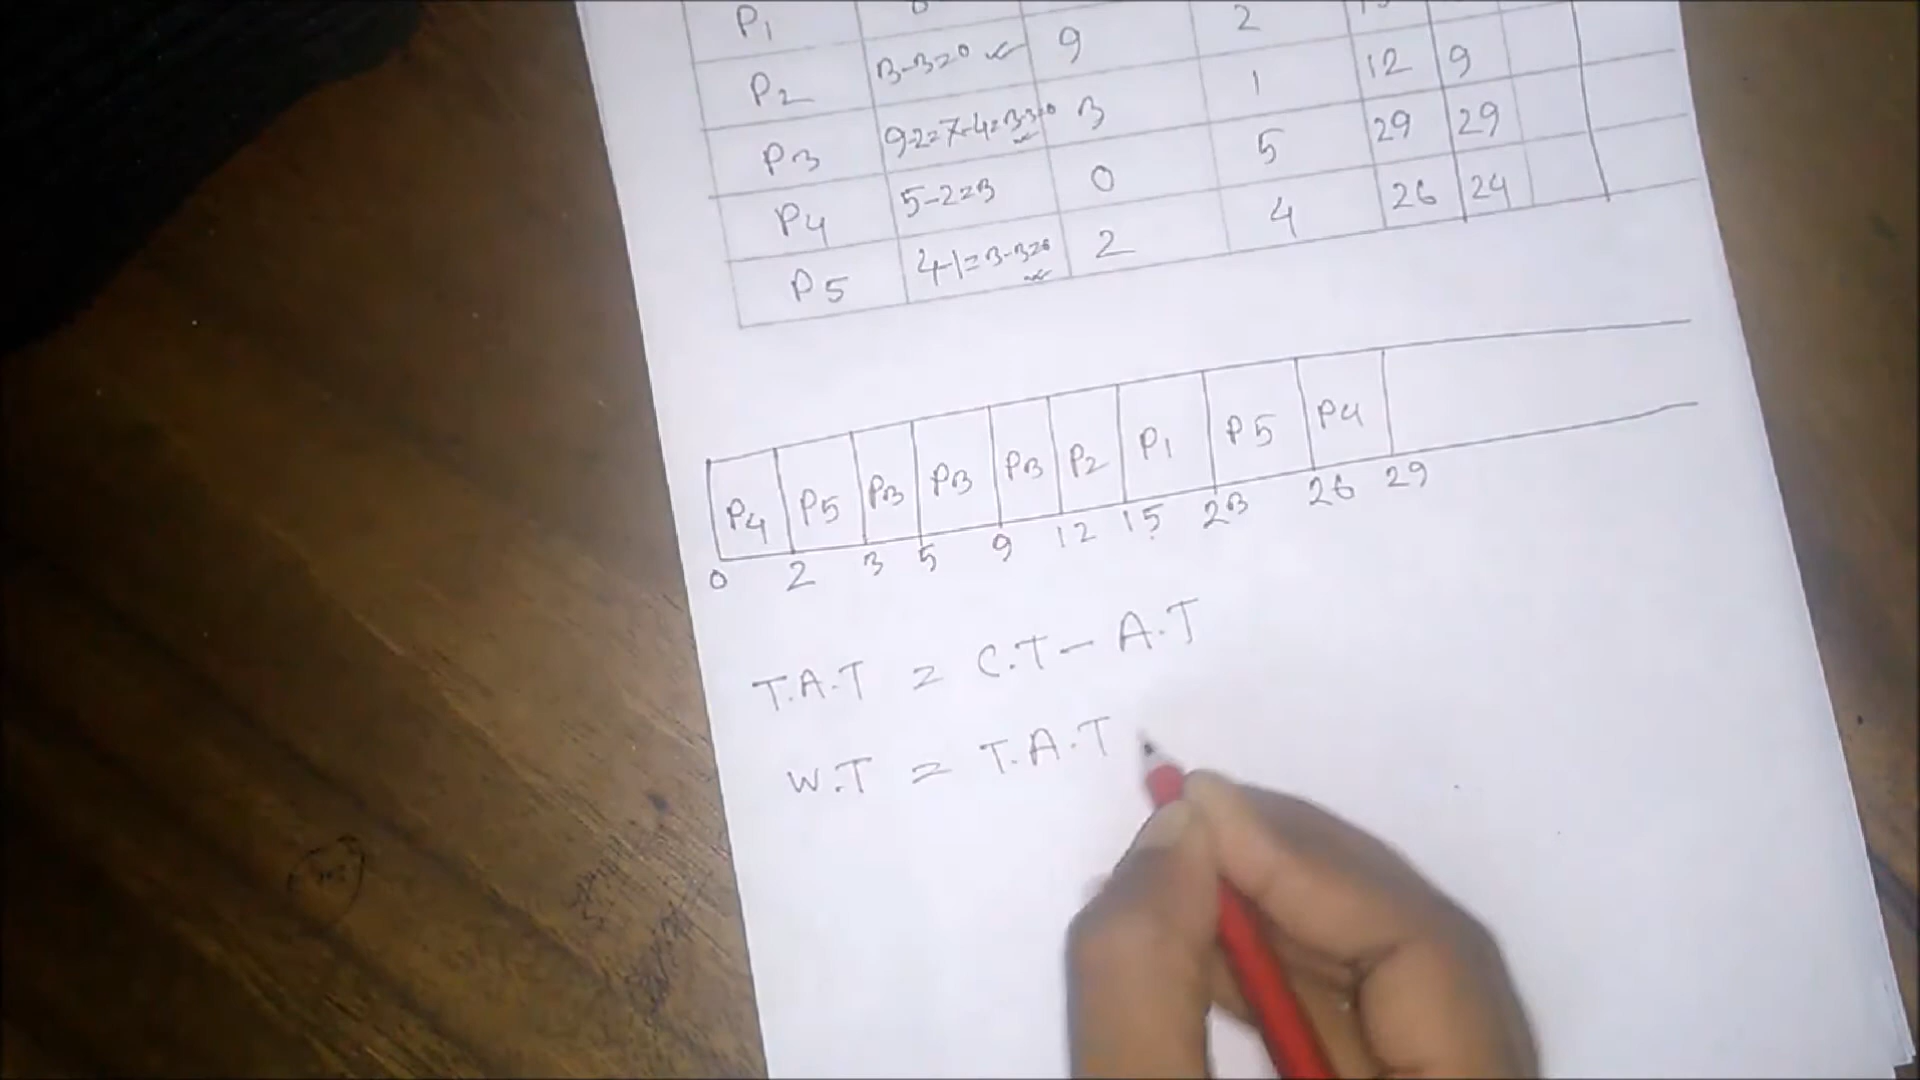 P1 2
P2 3-3=0 9 1 12 9
P3 9-2=7-4=3-3=0 3 5 29 29
P4 5-2=3 0 4 26 24
P5 4-1=3-3=0 2
P4 P5 P3 P3 P3 P2 P1 P5 P4
0 2 3 5 9 12 15 23 26 29
T.A.T = C.T - A.T
W.T = T.A.T